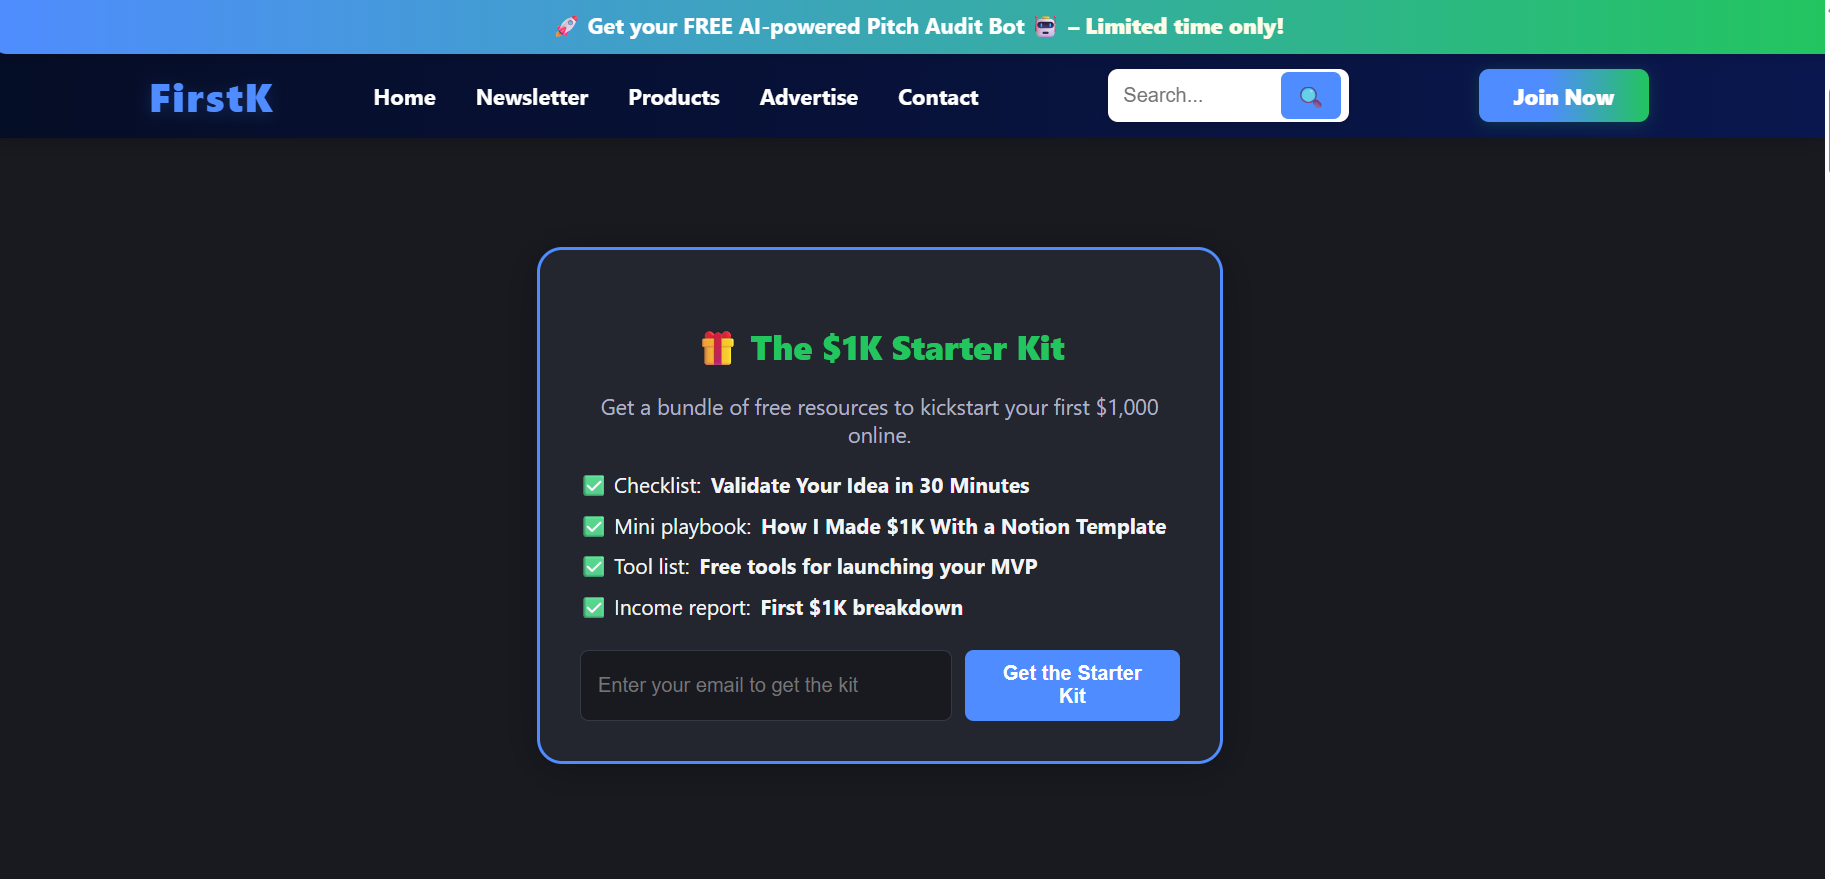 🚀 Get your FREE AI-powered Pitch Audit Bot 🤖 – Limited time only!
FirstK
Home
Newsletter
Products
Advertise
Contact
Search...
Join Now
🎁 The $1K Starter Kit
Get a bundle of free resources to kickstart your first $1,000
online.
✅ Checklist: Validate Your Idea in 30 Minutes
✅ Mini playbook: How I Made $1K With a Notion Template
✅ Tool list: Free tools for launching your MVP
✅ Income report: First $1K breakdown
Enter your email to get the kit
Get the Starter
Kit